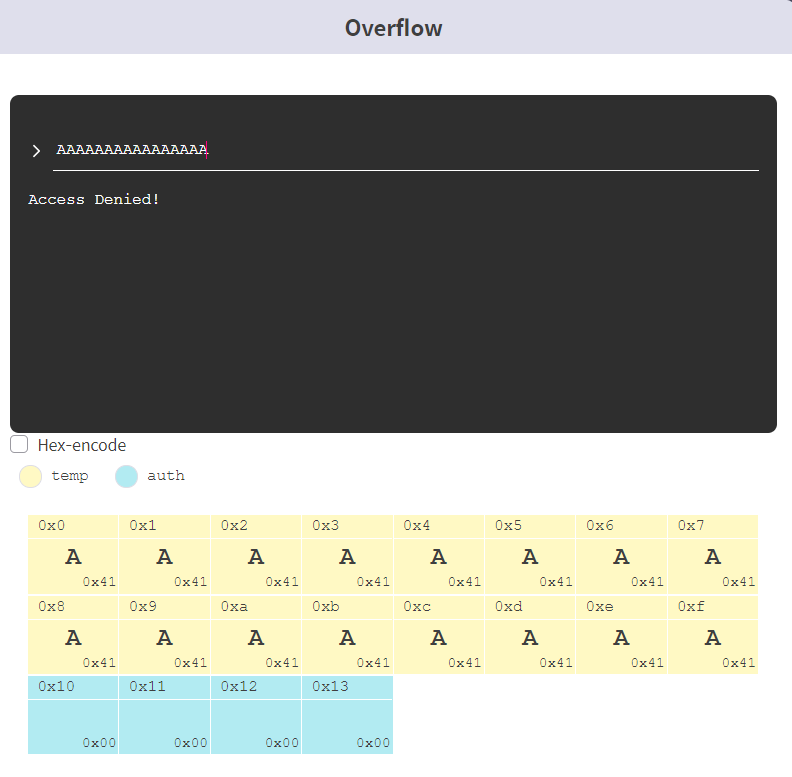 Overflow
> AAAAAAAAAAAAAAAA
Access Denied!
Hex-encode
temp auth
0x0 0x1 0x2 0x3 0x4 0x5 0x6 0x7
A A A A A A A A
0x41 0x41 0x41 0x41 0x41 0x41 0x41 0x41
0x8 0x9 0xa 0xb 0xc 0xd 0xe 0xf
A A A A A A A A
0x41 0x41 0x41 0x41 0x41 0x41 0x41 0x41
0x10 0x11 0x12 0x13
0x00 0x00 0x00 0x00